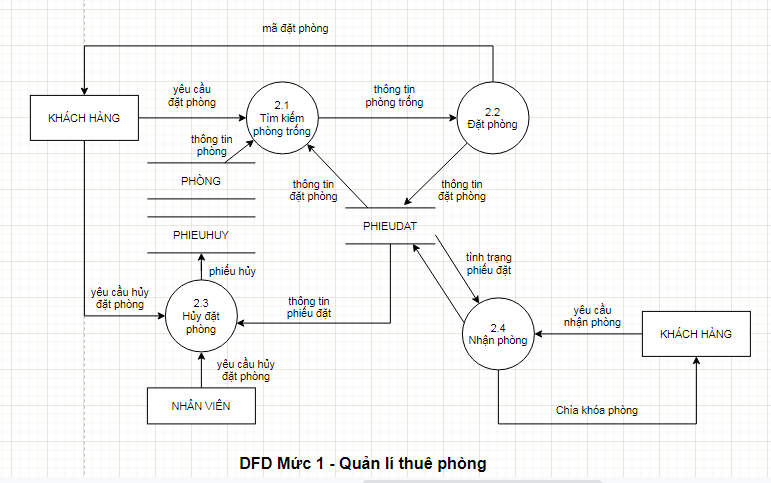 mã đặt phòng
yêu cầu
đặt phòng
thông tin
phòng trống
KHÁCH HÀNG
2.1
Tìm kiếm
phòng trống
2.2
Đặt phòng
thông tin
phòng
PHÒNG
thông tin
đặt phòng
thông tin
đặt phòng
PHIEUHUY
PHIEUDAT
phiếu hủy
tình trạng
phiếu đặt
yêu cầu hủy
đặt phòng
2.3
Hủy đặt
phòng
thông tin
phiếu đặt
2.4
Nhận phòng
yêu cầu
nhận phòng
KHÁCH HÀNG
yêu cầu hủy
đặt phòng
NHÂN VIÊN
Chìa khóa phòng
DFD Mức 1 - Quản lí thuê phòng